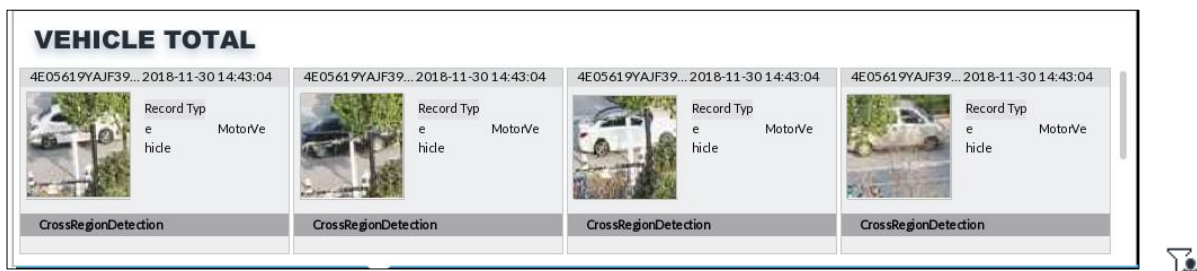 VEHICLE TOTAL
4E05619YAJF39... 2018-11-30 14:43:04
Record Typ
e MotorVe
hicle
CrossRegionDetection
4E05619YAJF39... 2018-11-30 14:43:04
Record Typ
e MotorVe
hicle
CrossRegionDetection
4E05619YAJF39... 2018-11-30 14:43:04
Record Typ
e MotorVe
hicle
CrossRegionDetection
4E05619YAJF39... 2018-11-30 14:43:04
Record Typ
e MotorVe
hicle
CrossRegionDetection